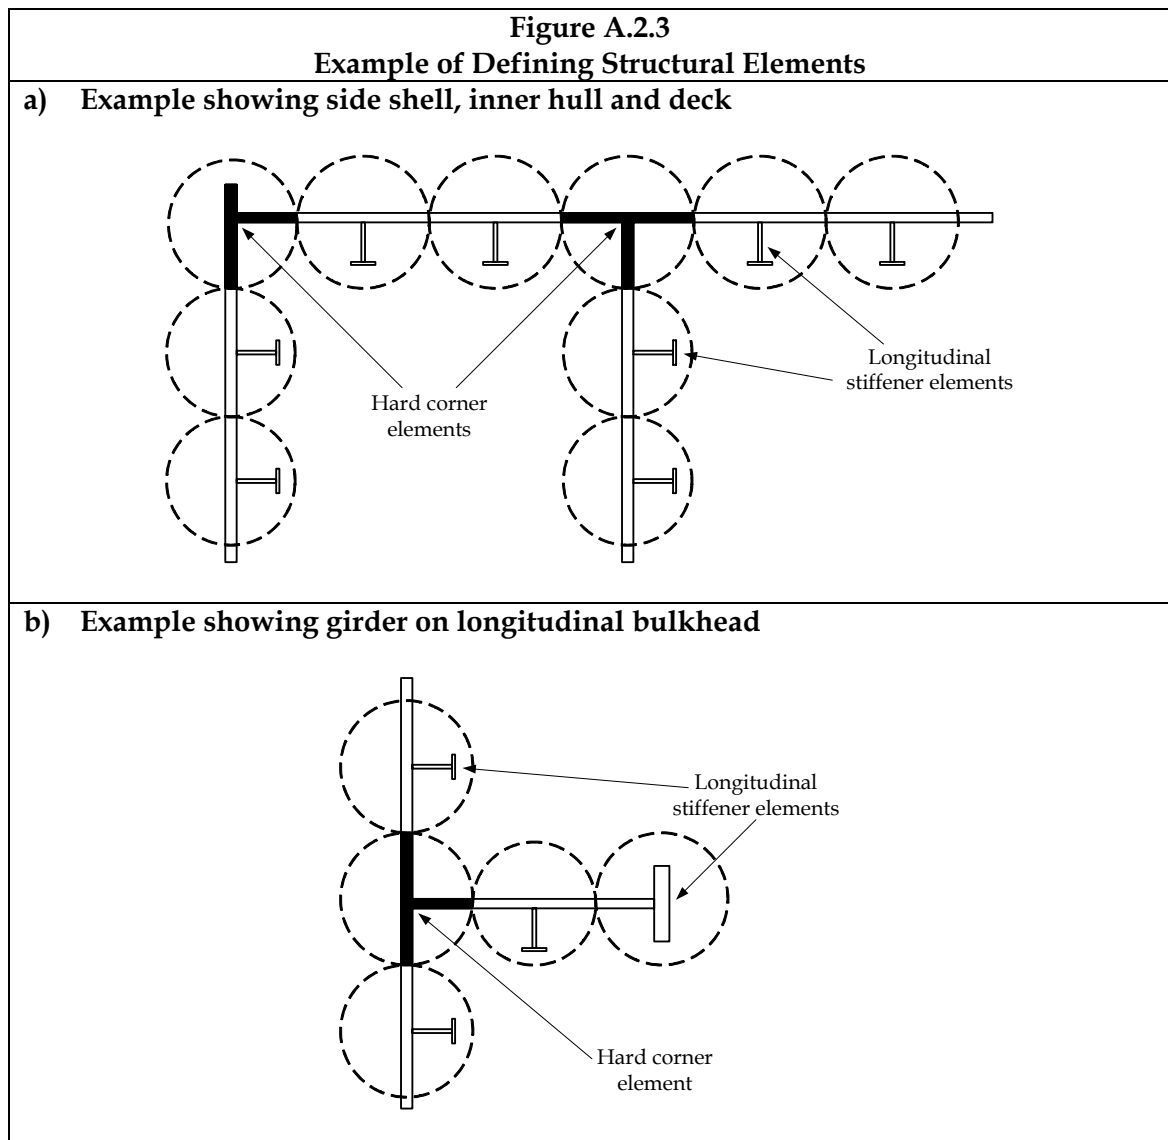 Figure A.2.3
Example of Defining Structural Elements
a) Example showing side shell, inner hull and deck
Longitudinal
stiffener elements
Hard corner
elements
b) Example showing girder on longitudinal bulkhead
Longitudinal
stiffener elements
Hard corner
element